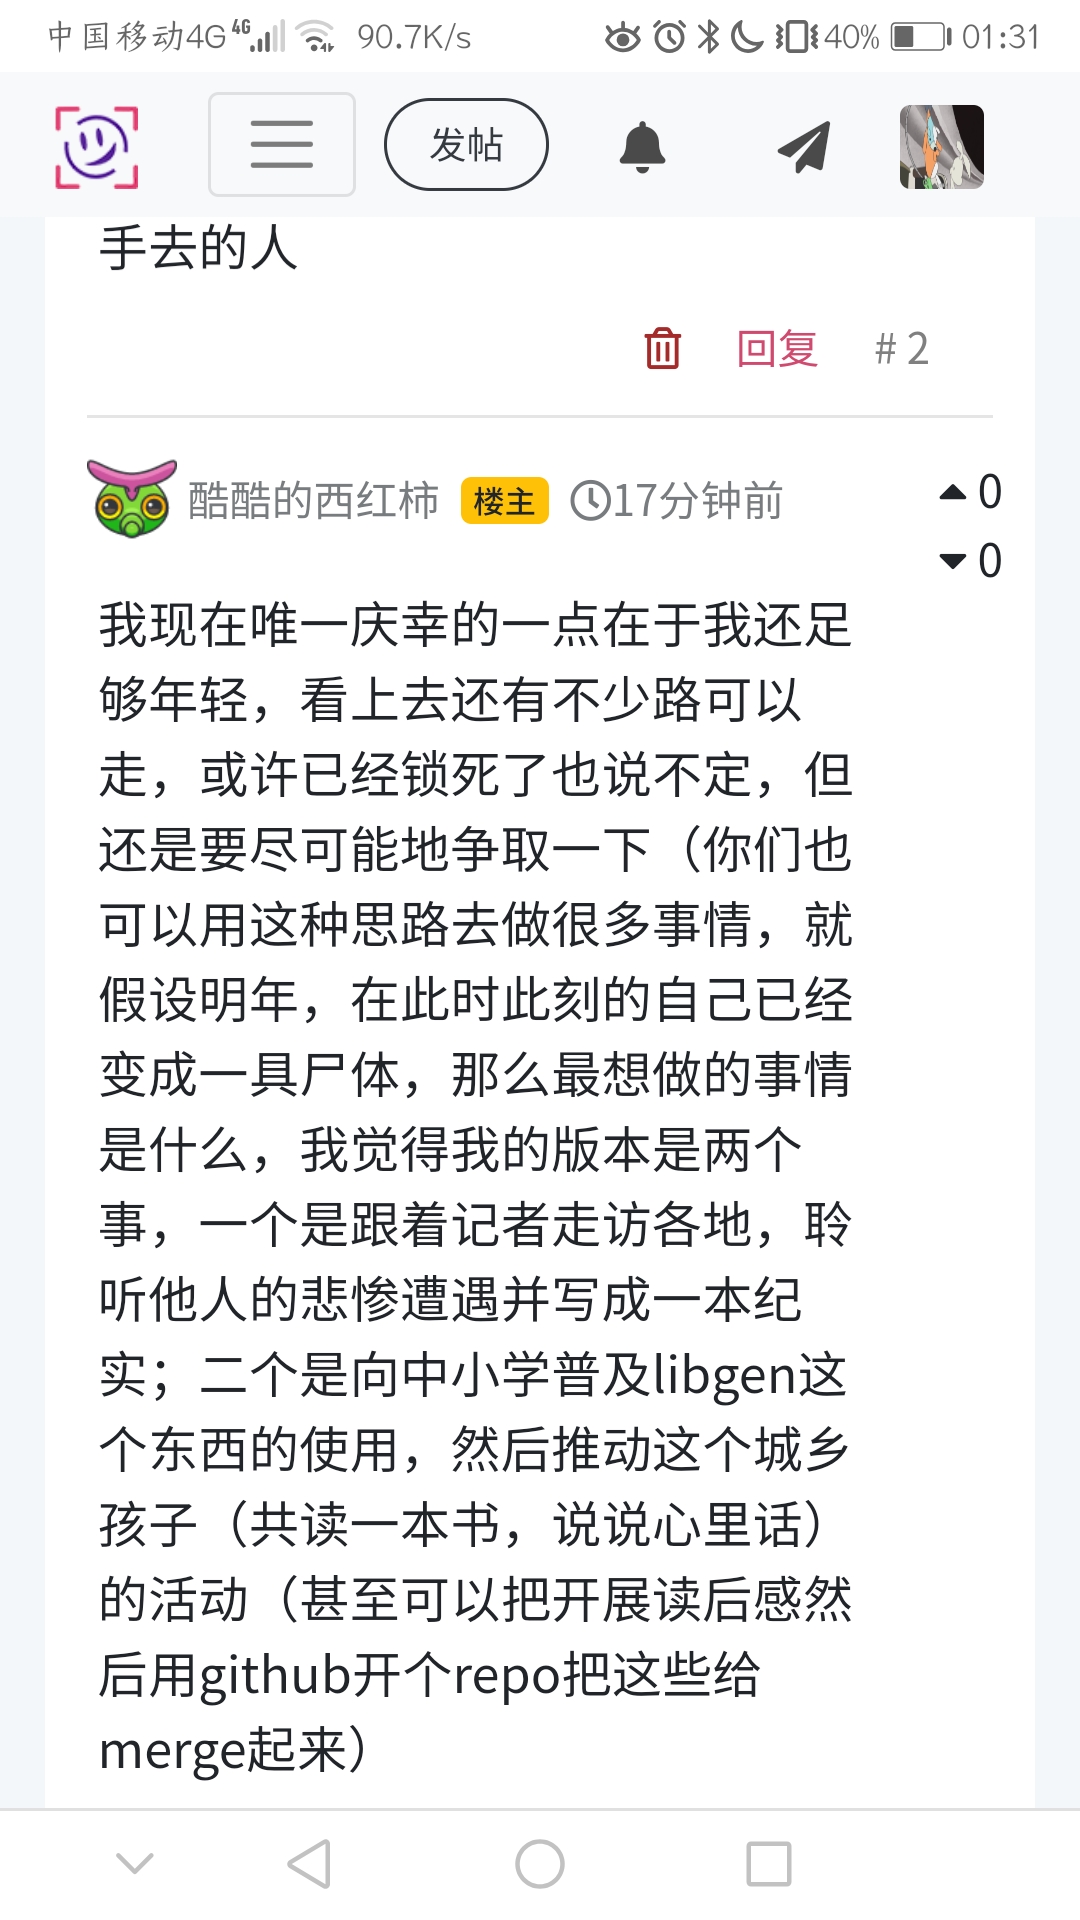 中国移动4G 4G 90.7K/s 40% 01:31
发帖
手去的人
回复 # 2
酷酷的西红柿 楼主 17分钟前 0
0
我现在唯一庆幸的一点在于我还足
够年轻，看上去还有不少路可以
走，或许已经锁死了也说不定，但
还是要尽可能地争取一下（你们也
可以用这种思路去做很多事情，就
假设明年，在此时此刻的自己已经
变成一具尸体，那么最想做的事情
是什么，我觉得我的版本是两个
事，一个是跟着记者走访各地，聆
听他人的悲惨遭遇并写成一本纪
实；二个是向中小学普及libgen这
个东西的使用，然后推动这个城乡
孩子（共读一本书，说说心里话）
的活动（甚至可以把开展读后感然
后用github开个repo把这些给
merge起来）